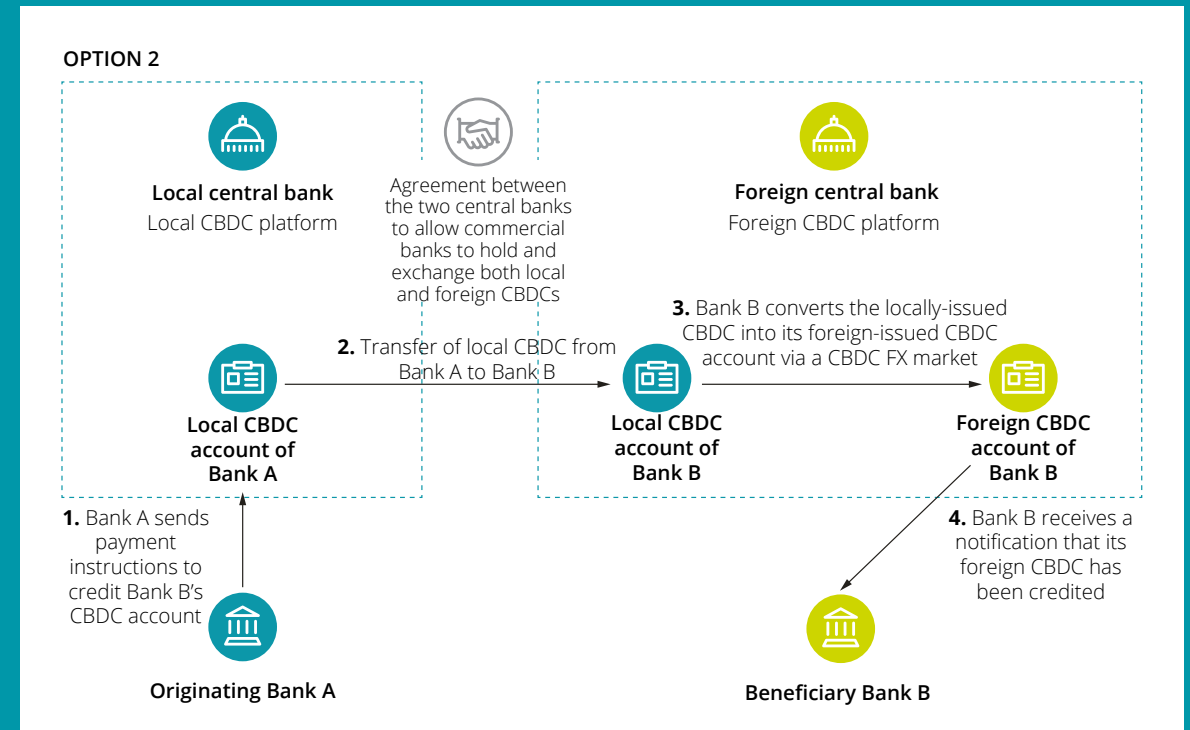 OPTION 2
Local central bank
Local CBDC platform
Agreement between
the two central banks
to allow commercial
banks to hold and
exchange both local
and foreign CBDCs
Foreign central bank
Foreign CBDC platform
2. Transfer of local CBDC from
Bank A to Bank B
3. Bank B converts the locally-issued
CBDC into its foreign-issued CBDC
account via a CBDC FX market
Local CBDC
account of
Bank A
Local CBDC
account of
Bank B
Foreign CBDC
account of
Bank B
1. Bank A sends
payment
instructions to
credit Bank B’s
CBDC account
4. Bank B receives a
notification that its
foreign CBDC has
been credited
Originating Bank A
Beneficiary Bank B